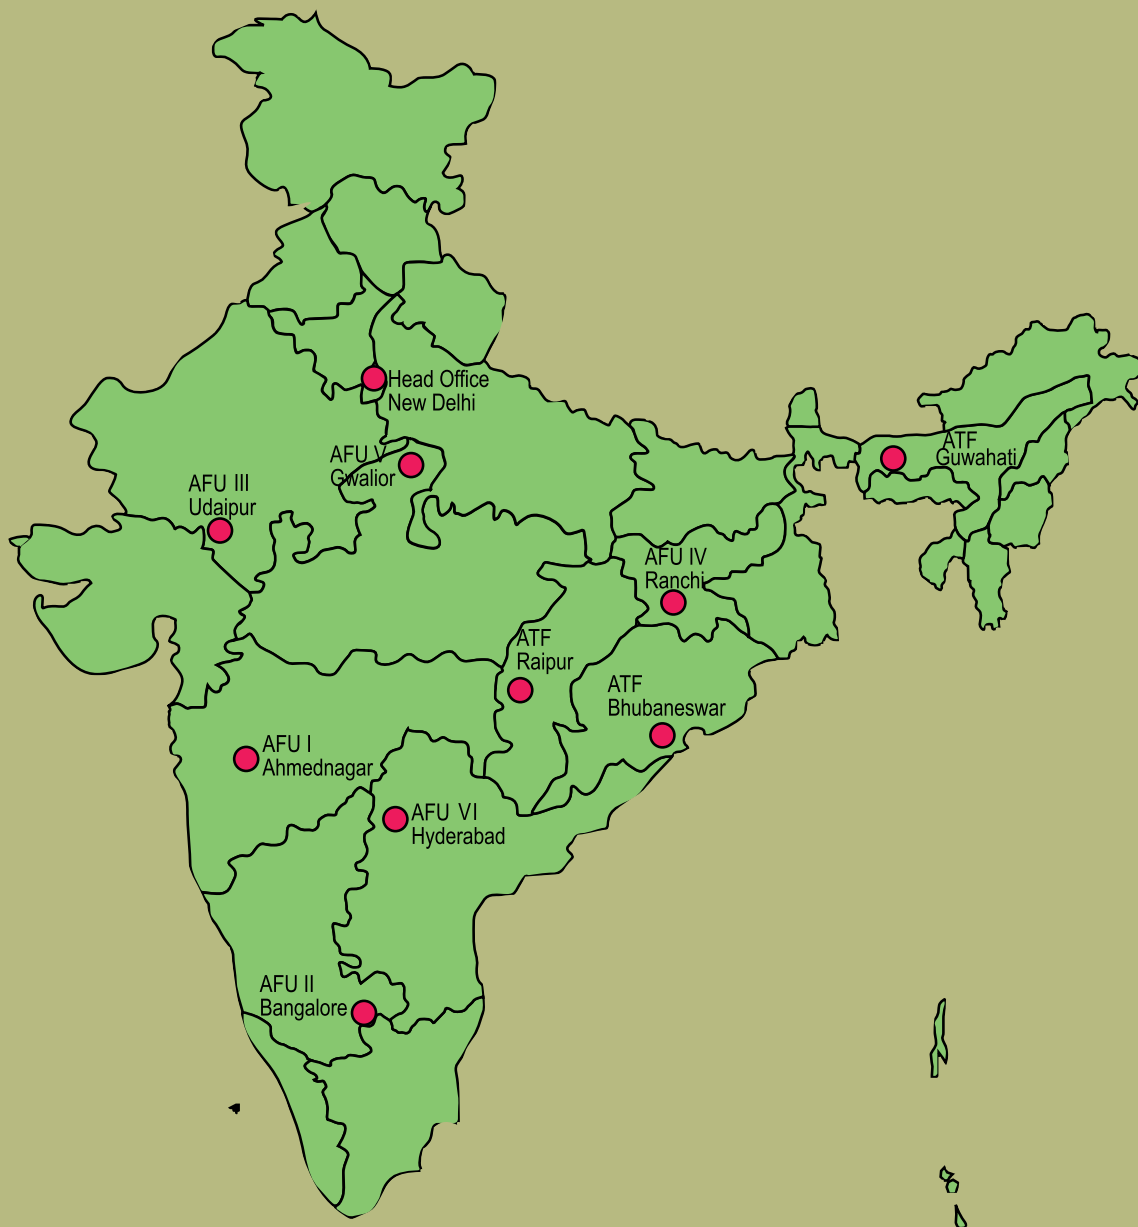 Head Office
New Delhi
AFU V
Gwalior
ATF
Guwahati
AFU III
Udaipur
AFU IV
Ranchi
ATF
Raipur
ATF
Bhubaneswar
AFU I
Ahmednagar
AFU VI
Hyderabad
AFU II
Bangalore